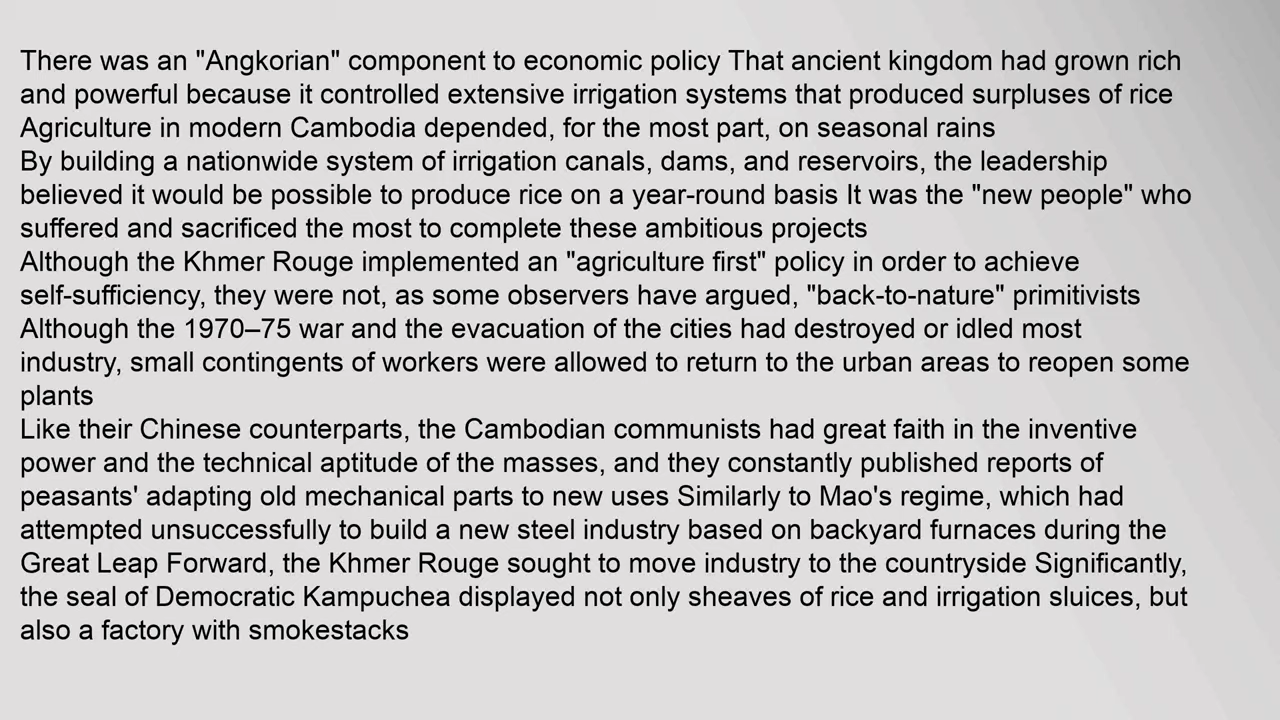 There was an "Angkorian" component to economic policy That ancient kingdom had grown rich
and powerful because it controlled extensive irrigation systems that produced surpluses of rice
Agriculture in modern Cambodia depended, for the most part, on seasonal rains
By building a nationwide system of irrigation canals, dams, and reservoirs, the leadership
believed it would be possible to produce rice on a year-round basis It was the "new people" who
suffered and sacrificed the most to complete these ambitious projects
Although the Khmer Rouge implemented an "agriculture first" policy in order to achieve
self-sufficiency, they were not, as some observers have argued, "back-to-nature" primitivists
Although the 1970–75 war and the evacuation of the cities had destroyed or idled most
industry, small contingents of workers were allowed to return to the urban areas to reopen some
plants
Like their Chinese counterparts, the Cambodian communists had great faith in the inventive
power and the technical aptitude of the masses, and they constantly published reports of
peasants' adapting old mechanical parts to new uses Similarly to Mao's regime, which had
attempted unsuccessfully to build a new steel industry based on backyard furnaces during the
Great Leap Forward, the Khmer Rouge sought to move industry to the countryside Significantly,
the seal of Democratic Kampuchea displayed not only sheaves of rice and irrigation sluices, but
also a factory with smokestacks